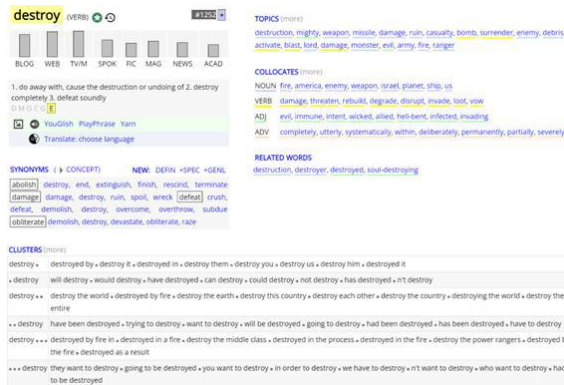 destroy (VERB) #1252
BLOG WEB TV/M SPOK FIC MAG NEWS ACAD
1. do away with, cause the destruction or undoing of 2. destroy
completely 3. defeat soundly
D M O C G E
YouGlish PlayPhrase Yarn
Translate: choose language
SYNONYMS ( CONCEPT) NEW: DEFIN +SPEC +GENL
abolish destroy, end, extinguish, finish, rescind, terminate
damage damage, destroy, ruin, spoil, wreck defeat crush,
defeat, demolish, destroy, overcome, overthrow, subdue
obliterate demolish, destroy, devastate, obliterate, raze
TOPICS (more)
destruction, mighty, weapon, missile, damage, ruin, casualty, bomb, surrender, enemy, debris,
activate, blast, lord, damage, monster, evil, army, fire, ranger
COLLOCATES (more)
NOUN fire, america, enemy, weapon, israel, planet, ship, us
VERB damage, threaten, rebuild, degrade, disrupt, invade, loot, vow
ADJ evil, immune, intent, wicked, allied, hell-bent, infected, invading
ADV completely, utterly, systematically, within, deliberately, permanently, partially, severely
RELATED WORDS
destruction, destroyer, destroyed, soul-destroying
CLUSTERS (more)
destroy • destroyed by • destroy it • destroyed in • destroy them • destroy you • destroy us • destroy him • destroyed it
• destroy will destroy • would destroy • have destroyed • can destroy • could destroy • not destroy • has destroyed • n't destroy
destroy • • destroy the world • destroyed by fire • destroy the earth • destroy this country • destroy each other • destroy the country • destroying the world • destroy the
entire
• • destroy have been destroyed • trying to destroy • want to destroy • will be destroyed • going to destroy • had been destroyed • has been destroyed • have to destroy
destroy • • • destroyed by fire in • destroyed in a fire • destroy the middle class • destroyed in the process • destroyed in the fire • destroy the power rangers • destroyed
the fire • destroyed as a result
• • • destroy they want to destroy • going to be destroyed • you want to destroy • in order to destroy • we have to destroy • n't want to destroy • who want to destroy •
to be destroyed